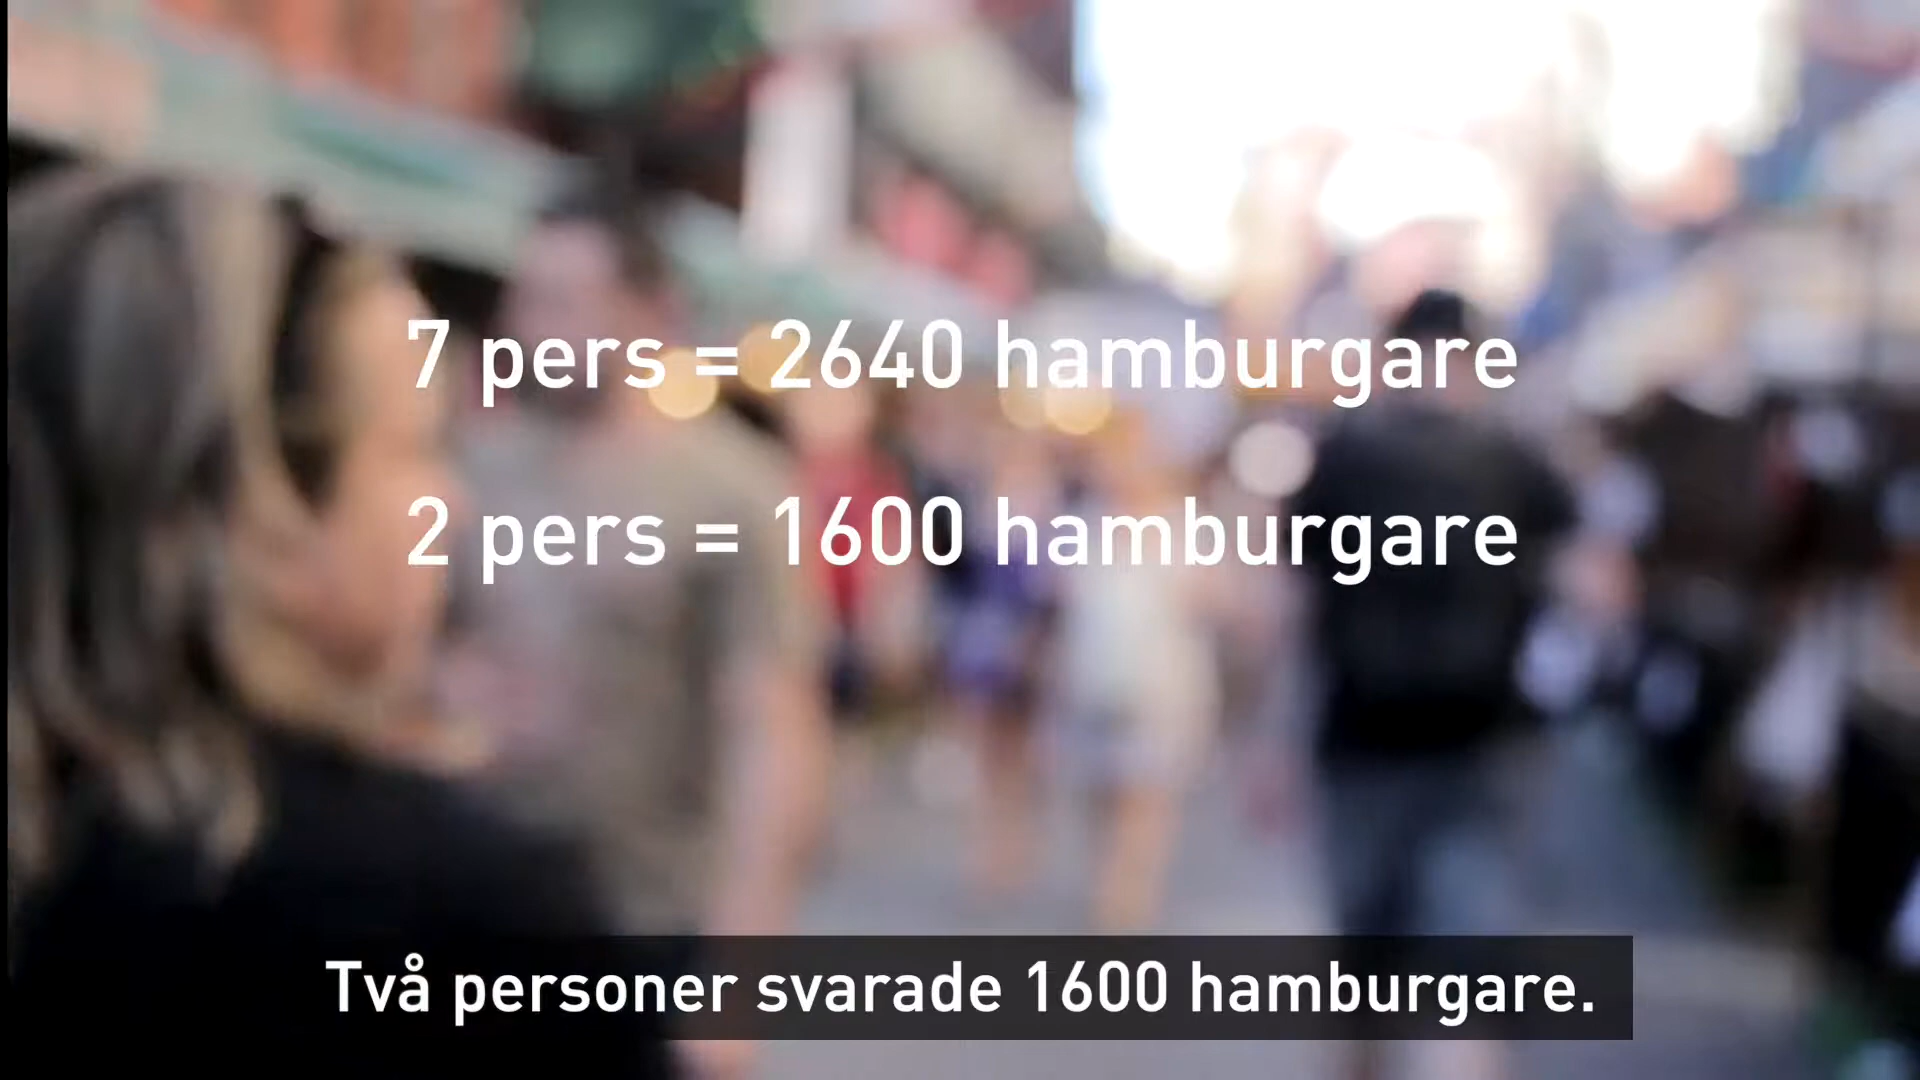 7 pers = 2640 hamburgare
2 pers = 1600 hamburgare
Två personer svarade 1600 hamburgare.